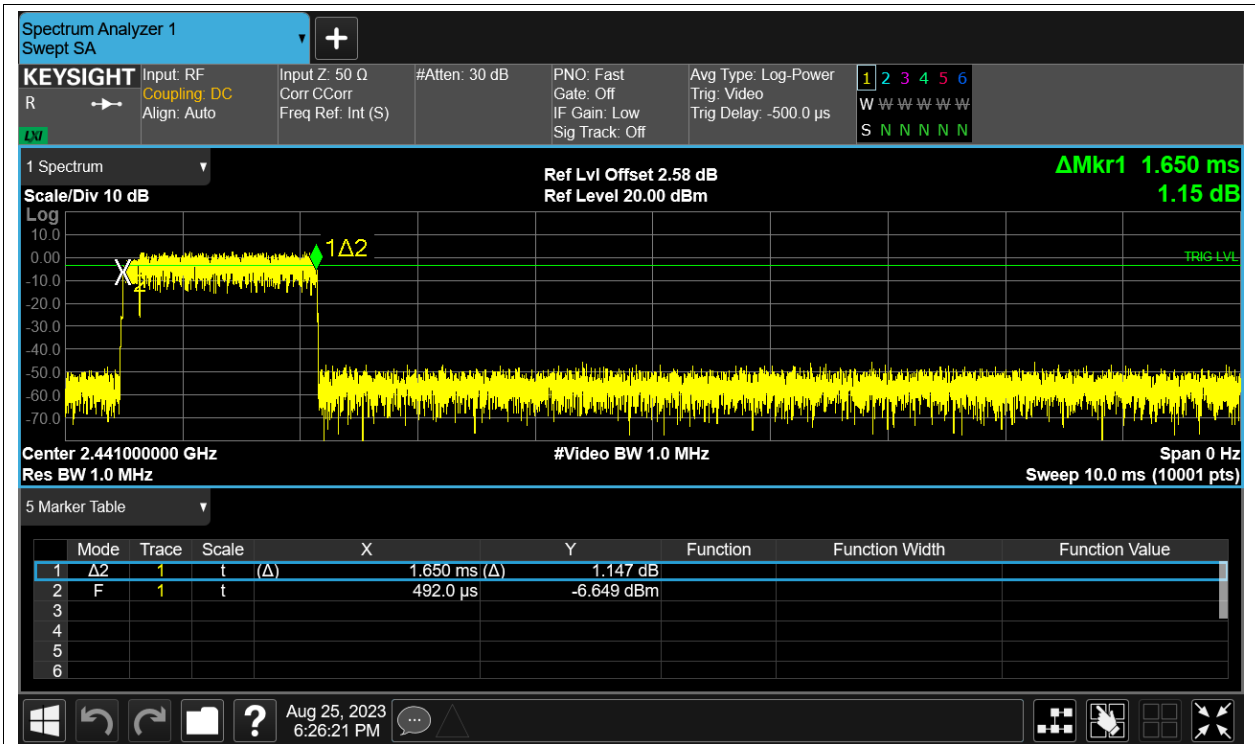 Spectrum Analyzer 1
Swept SA
KEYSIGHT
R
LXI
Input: RF
Coupling: DC
Align: Auto
Input Z: 50 Ω
Corr CCorr
Freq Ref: Int (S)
#Atten: 30 dB
PNO: Fast
Gate: Off
IF Gain: Low
Sig Track: Off
Avg Type: Log-Power
Trig: Video
Trig Delay: -500.0 µs
1 2 3 4 5 6
W W W W W W
S N N N N N
1 Spectrum
Scale/Div 10 dB
Ref Lvl Offset 2.58 dB
Ref Level 20.00 dBm
ΔMkr1 1.650 ms
1.15 dB
Log
10.0
0.00
-10.0
-20.0
-30.0
-40.0
-50.0
-60.0
-70.0
X
2
1Δ2
TRIG LVL
Center 2.441000000 GHz
#Video BW 1.0 MHz
Span 0 Hz
Res BW 1.0 MHz
Sweep 10.0 ms (10001 pts)
5 Marker Table
Mode Trace Scale X Y Function Function Width Function Value
1 Δ2 1 t (Δ) 1.650 ms (Δ) 1.147 dB
2 F 1 t 492.0 µs -6.649 dBm
3
4
5
6
?
Aug 25, 2023
6:26:21 PM